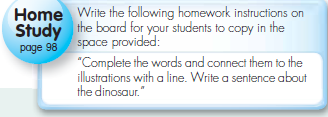 Home
Study
page 98
Write the following homework instructions on
the board for your students to copy in the
space provided:
“Complete the words and connect them to the
illustrations with a line. Write a sentence about
the dinosaur.”